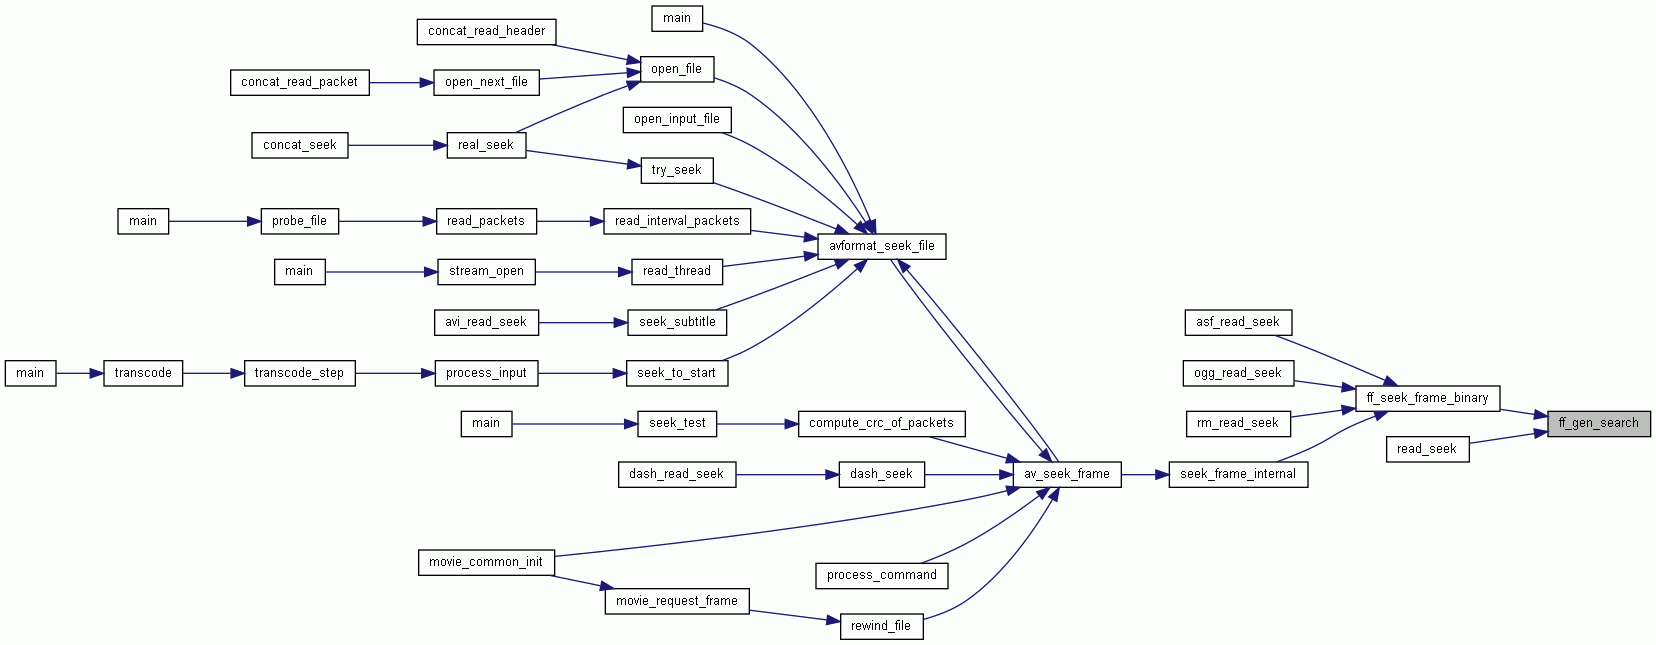 main
concat_read_header
open_file
concat_read_packet
open_next_file
open_input_file
concat_seek
real_seek
try_seek
main
probe_file
read_packets
read_interval_packets
avformat_seek_file
main
stream_open
read_thread
avi_read_seek
seek_subtitle
asf_read_seek
main
transcode
transcode_step
process_input
seek_to_start
ogg_read_seek
ff_seek_frame_binary
main
seek_test
compute_crc_of_packets
rm_read_seek
ff_gen_search
read_seek
dash_read_seek
dash_seek
av_seek_frame
seek_frame_internal
movie_common_init
process_command
movie_request_frame
rewind_file